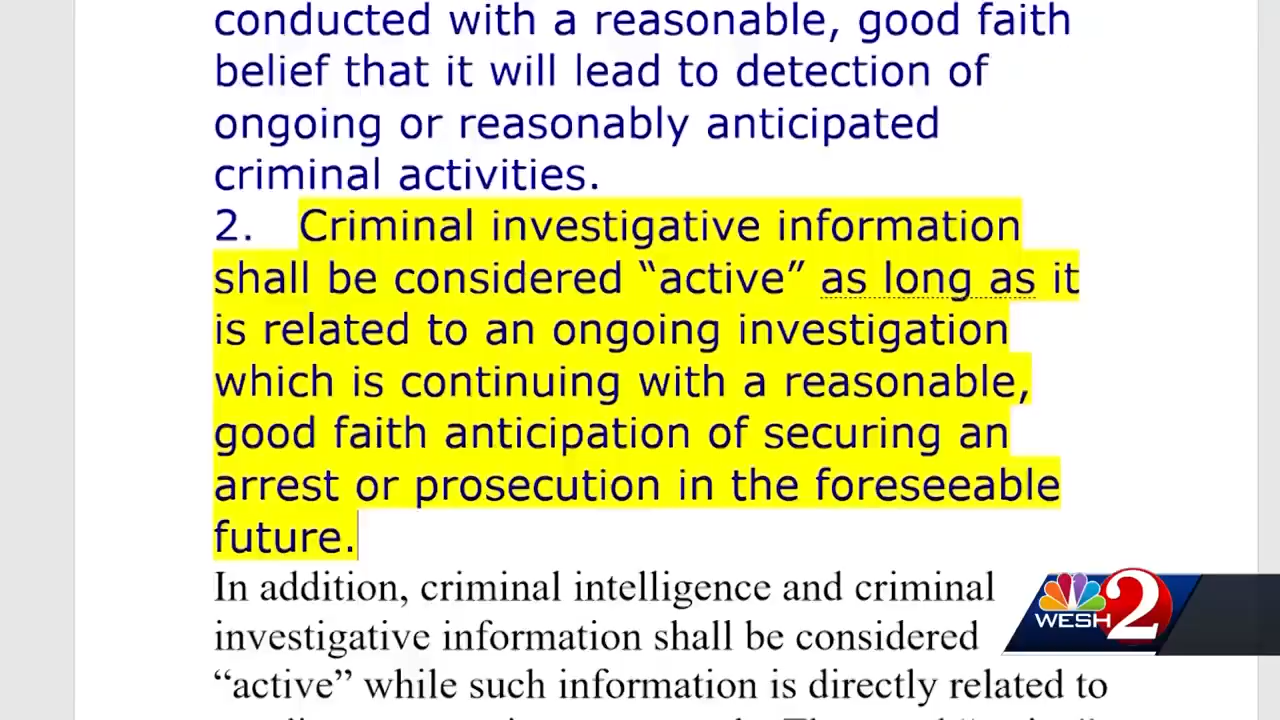 conducted with a reasonable, good faith
belief that it will lead to detection of
ongoing or reasonably anticipated
criminal activities.
2. Criminal investigative information
shall be considered “active” as long as it
is related to an ongoing investigation
which is continuing with a reasonable,
good faith anticipation of securing an
arrest or prosecution in the foreseeable
future.
In addition, criminal intelligence and criminal
investigative information shall be considered
“active” while such information is directly related to
WESH 2